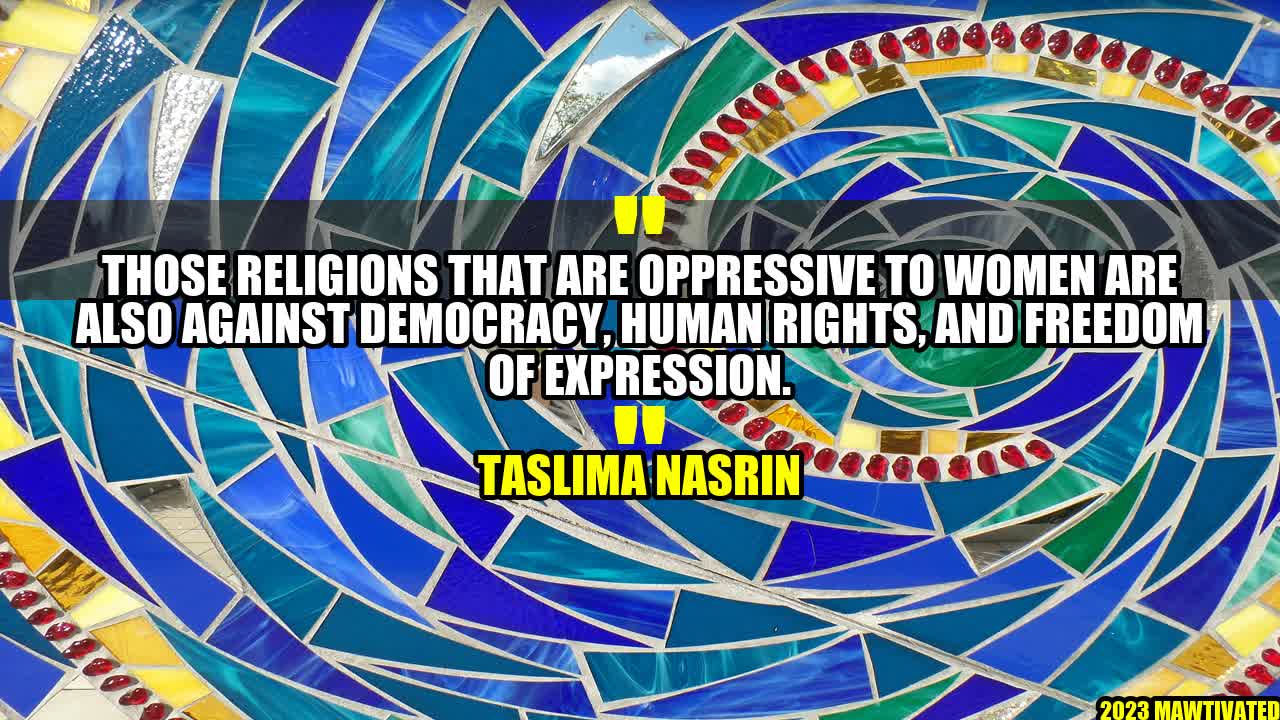 "
THOSE RELIGIONS THAT ARE OPPRESSIVE TO WOMEN ARE
ALSO AGAINST DEMOCRACY, HUMAN RIGHTS, AND FREEDOM
OF EXPRESSION.
"
TASLIMA NASRIN
2023 MAWTIVATED